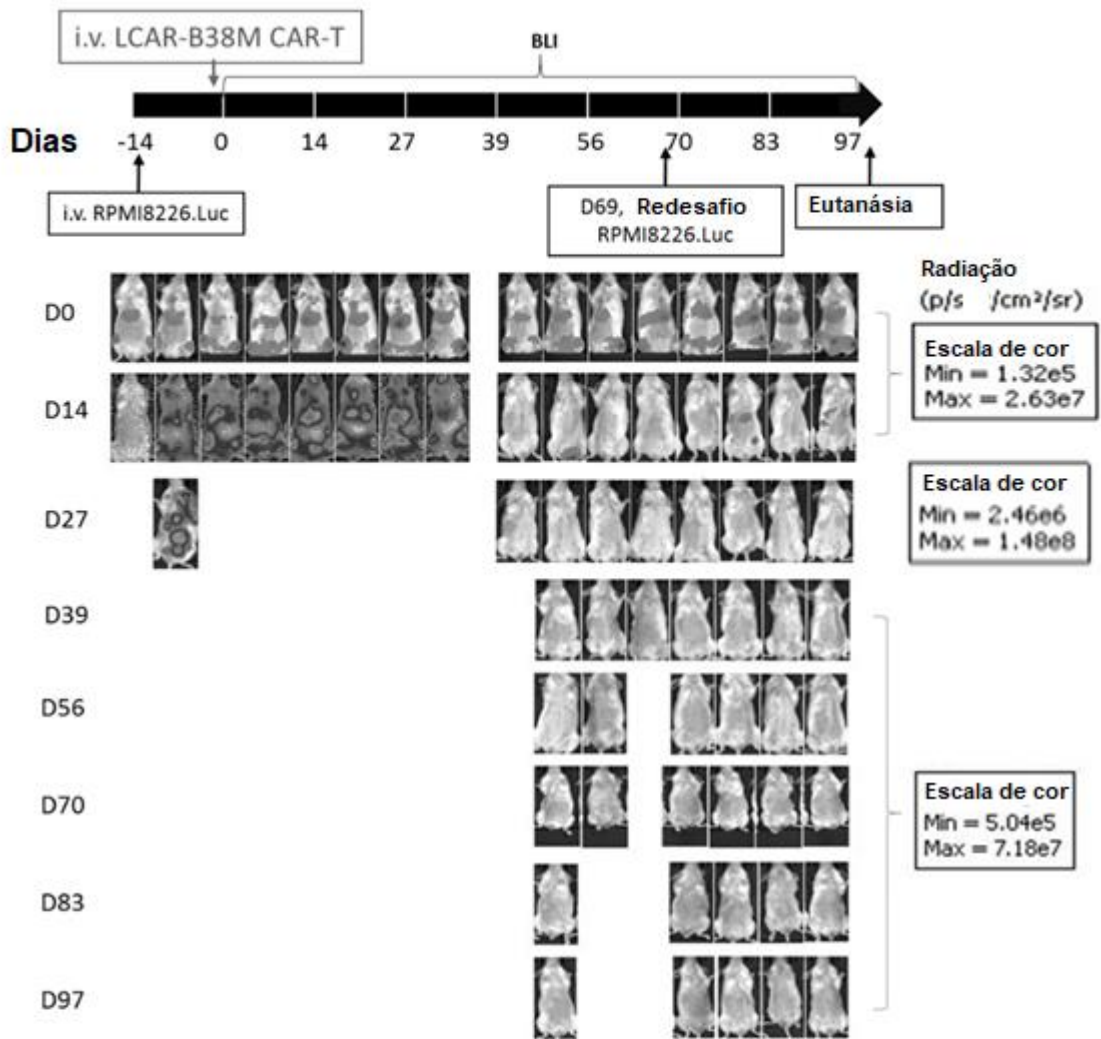 i.v. LCAR-B38M CAR-T
BLI
Dias
-14 0 14 27 39 56 70 83 97
i.v. RPMI8226.Luc
D69, Redesafio
RPMI8226.Luc
Eutanásia
Radiação
(p/s /cm²/sr)
D0
Escala de cor
Min = 1.32e5
Max = 2.63e7
D14
D27
Escala de cor
Min = 2.46e6
Max = 1.48e8
D39
D56
D70
Escala de cor
Min = 5.04e5
Max = 7.18e7
D83
D97